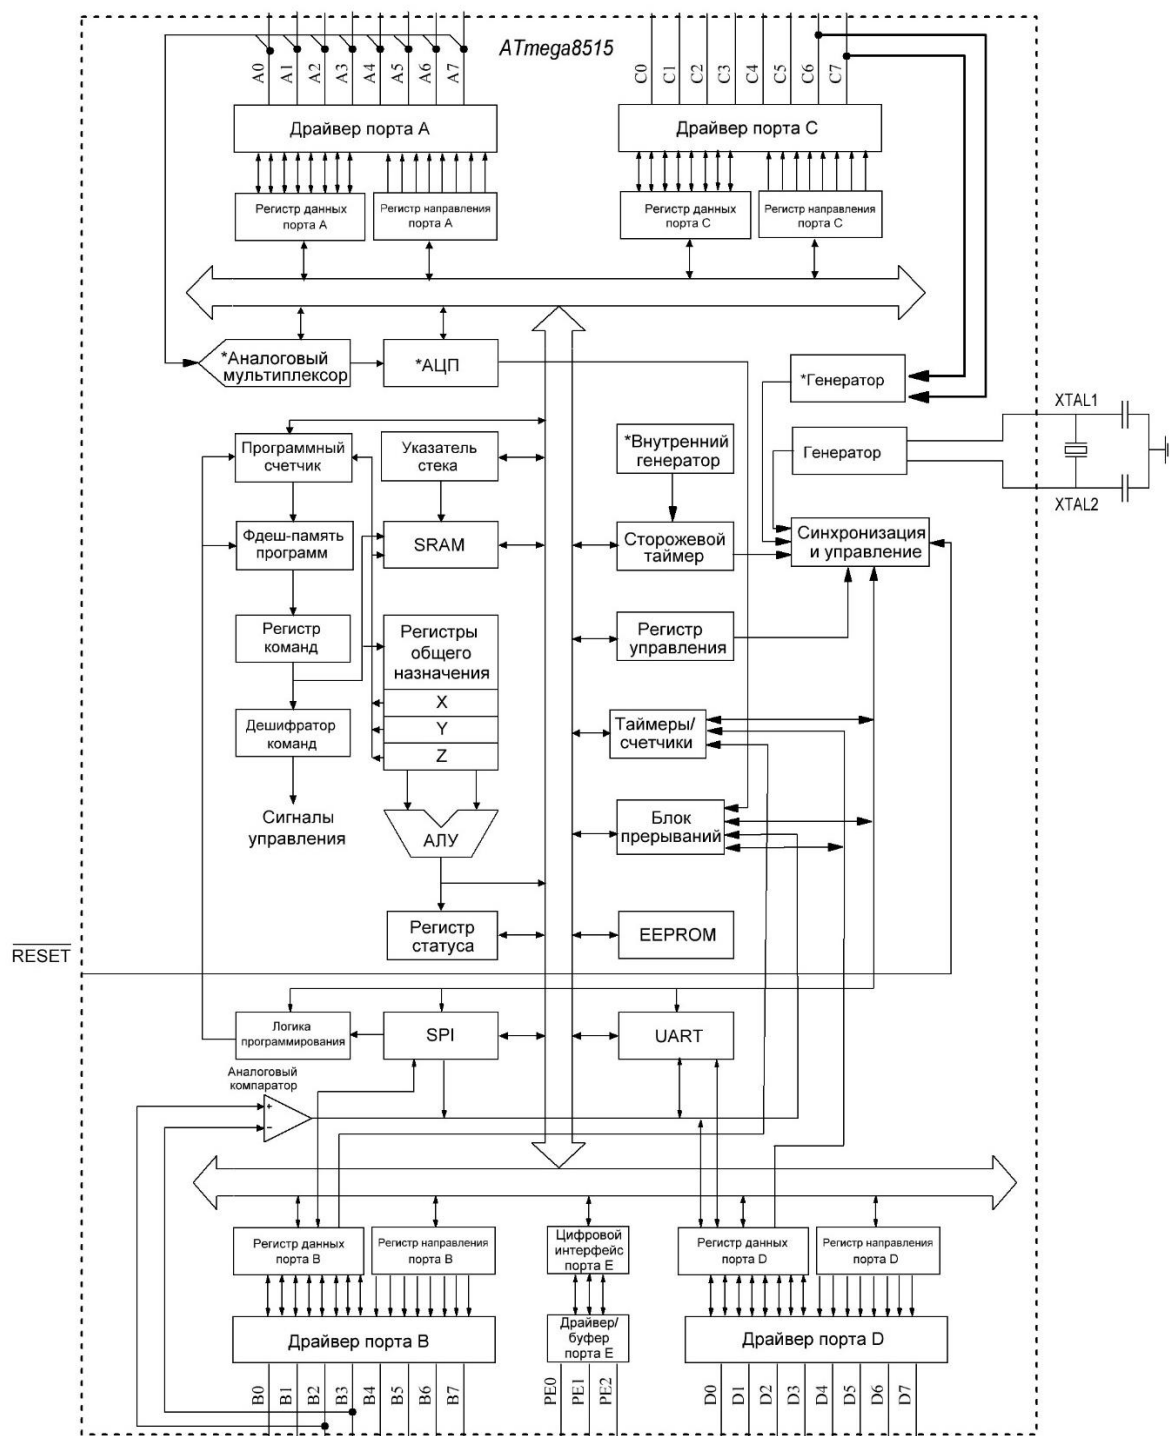 ATmega8515
A0 A1 A2 A3 A4 A5 A6 A7
C0 C1 C2 C3 C4 C5 C6 C7
Драйвер порта A
Драйвер порта C
Регистр данных
порта A
Регистр направления
порта A
Регистр данных
порта C
Регистр направления
порта C
*Аналоговый
мультиплексор
*АЦП
*Генератор
XTAL1
Программный
счетчик
Указатель
стека
*Внутренний
генератор
Генератор
XTAL2
Фдеш-память
программ
SRAM
Сторожевой
таймер
Синхронизация
и управление
Регистр
команд
Регистры
общего
назначения
X
Y
Z
Регистр
управления
Дешифратор
команд
Таймеры/
счетчики
Сигналы
управления
АЛУ
Блок
прерываний
Регистр
статуса
EEPROM
RESET
Логика
программирования
SPI
UART
Аналоговый
компаратор
+
−
Регистр данных
порта B
Регистр направления
порта B
Цифровой
интерфейс
порта E
Регистр данных
порта D
Регистр направления
порта D
Драйвер порта B
Драйвер/
буфер
порта E
Драйвер порта D
B0 B1 B2 B3 B4 B5 B6 B7
PE0 PE1 PE2
D0 D1 D2 D3 D4 D5 D6 D7